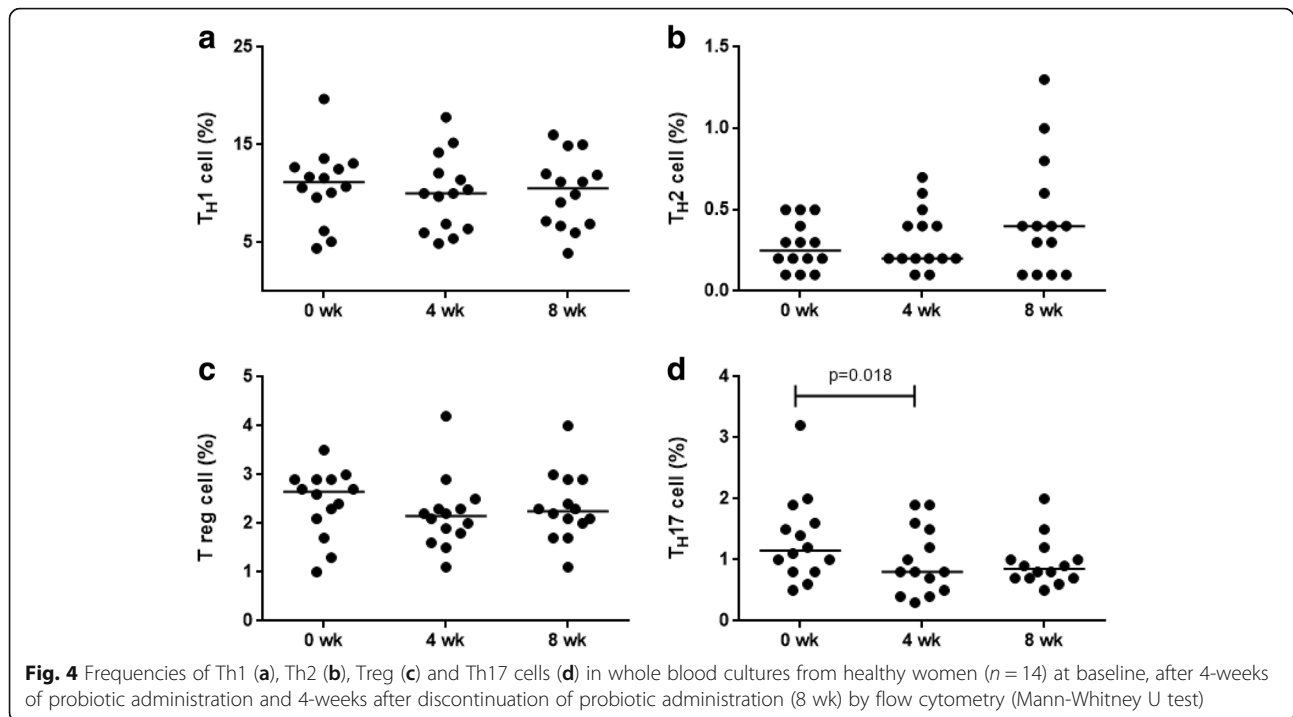 a
25
15
5
TH1 cell (%)
0 wk 4 wk 8 wk
b
1.5
1.0
0.5
0.0
TH2 cell (%)
0 wk 4 wk 8 wk
c
5
4
3
2
1
0
T reg cell (%)
0 wk 4 wk 8 wk
d
p=0.018
4
3
2
1
0
TH17 cell (%)
0 wk 4 wk 8 wk
Fig. 4 Frequencies of Th1 (a), Th2 (b), Treg (c) and Th17 cells (d) in whole blood cultures from healthy women (n = 14) at baseline, after 4-weeks
of probiotic administration and 4-weeks after discontinuation of probiotic administration (8 wk) by flow cytometry (Mann-Whitney U test)